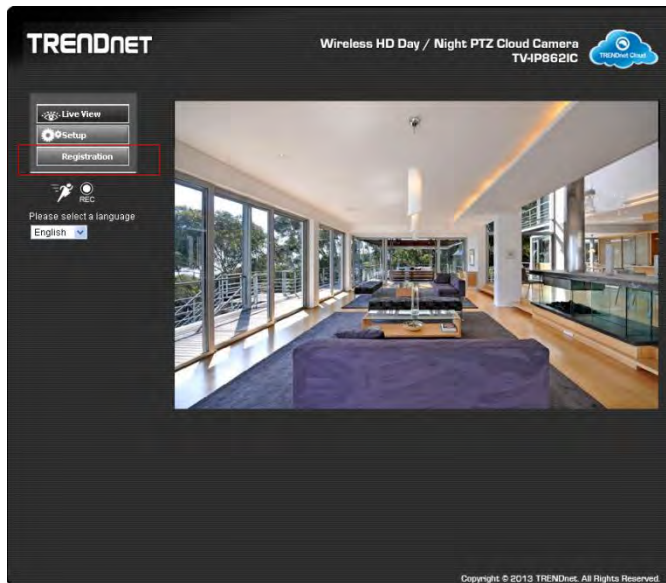 TRENDNET
Wireless HD Day / Night PTZ Cloud Camera
TV-IP862IC
TRENDnet Cloud
Live View
Setup
Registration
REC
Please select a language
English
Copyright © 2013 TRENDnet. All Rights Reserved.